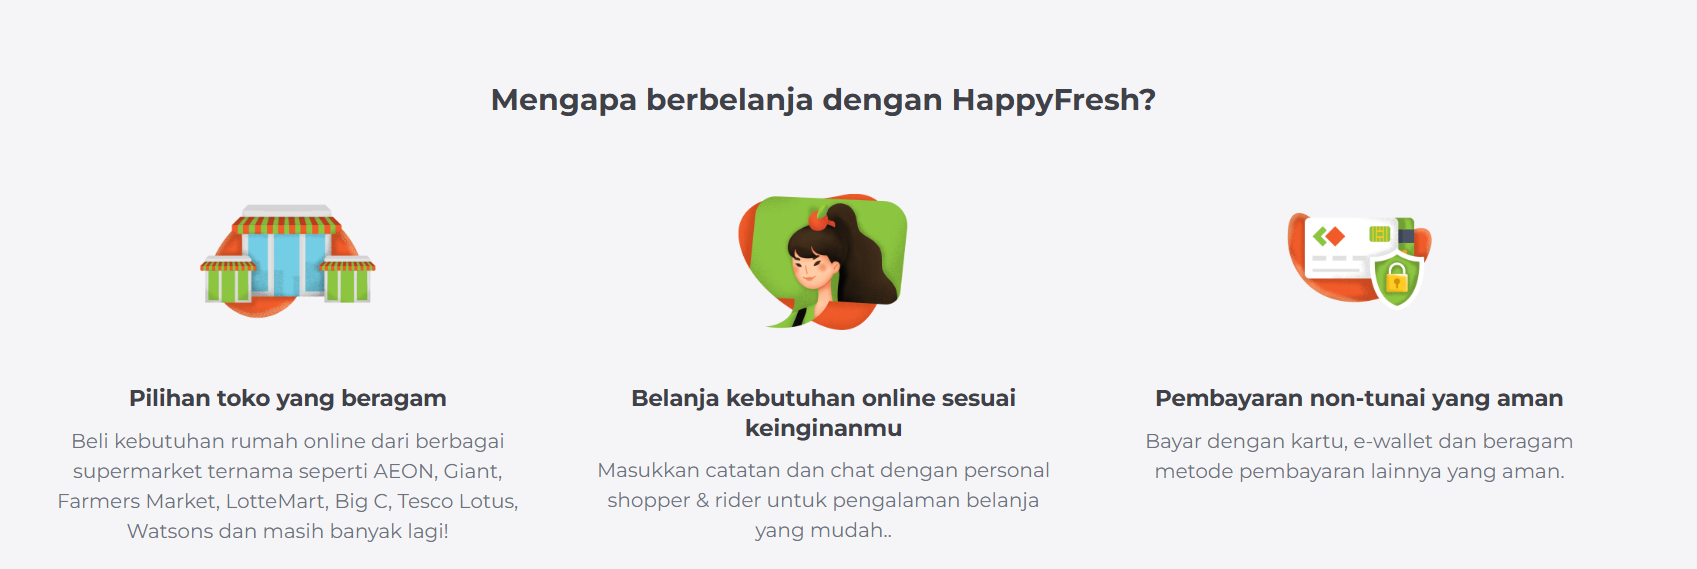 Mengapa berbelanja dengan HappyFresh?
Pilihan toko yang beragam
Beli kebutuhan rumah online dari berbagai
supermarket ternama seperti AEON, Giant,
Farmers Market, LotteMart, Big C, Tesco Lotus,
Watsons dan masih banyak lagi!
Belanja kebutuhan online sesuai
keinginanmu
Masukkan catatan dan chat dengan personal
shopper & rider untuk pengalaman belanja
yang mudah..
Pembayaran non-tunai yang aman
Bayar dengan kartu, e-wallet dan beragam
metode pembayaran lainnya yang aman.